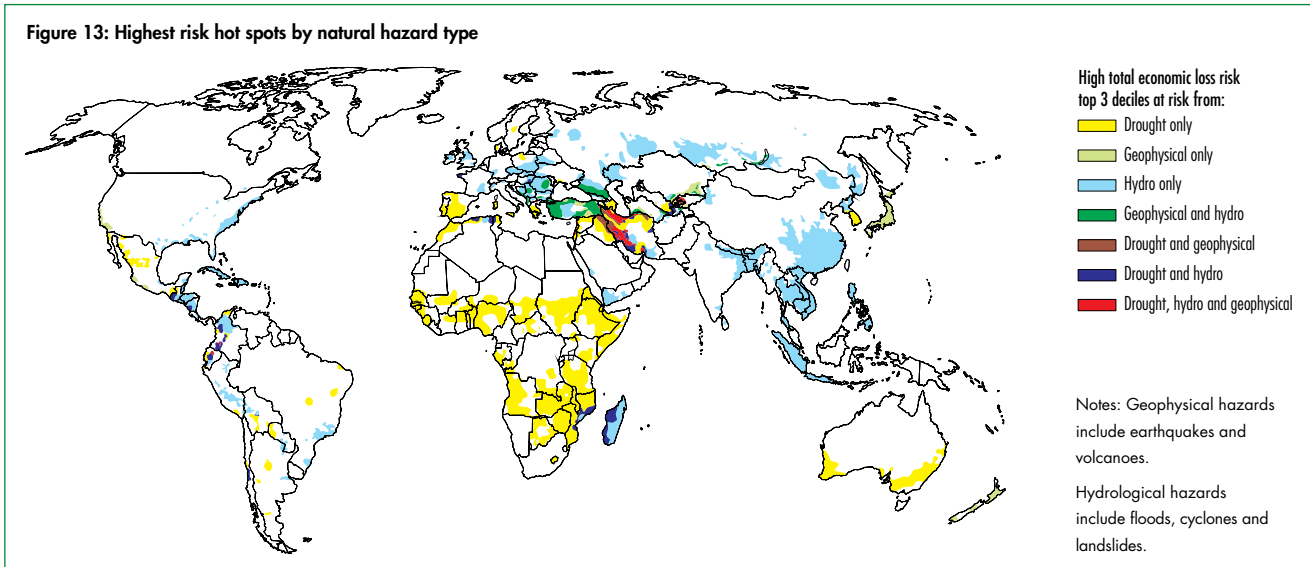 Figure 13: Highest risk hot spots by natural hazard type
High total economic loss risk
top 3 deciles at risk from:
Drought only
Geophysical only
Hydro only
Geophysical and hydro
Drought and geophysical
Drought and hydro
Drought, hydro and geophysical
Notes: Geophysical hazards
include earthquakes and
volcanoes.
Hydrological hazards
include floods, cyclones and
landslides.